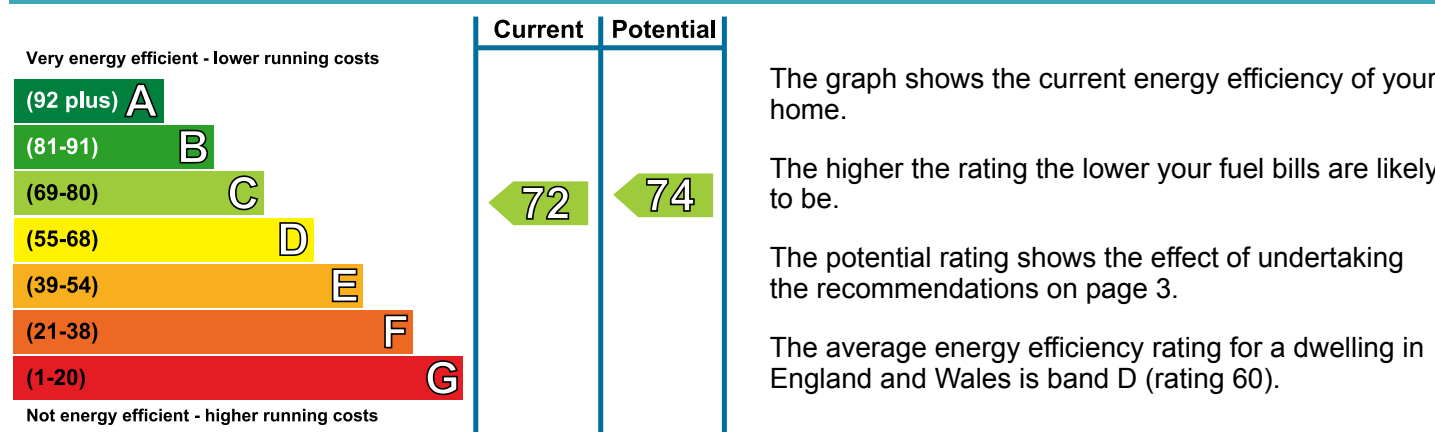 Current Potential
Very energy efficient - lower running costs
(92 plus) A
(81-91) B
(69-80) C
(55-68) D
(39-54) E
(21-38) F
(1-20) G
Not energy efficient - higher running costs
72 74
The graph shows the current energy efficiency of your
home.
The higher the rating the lower your fuel bills are likely
to be.
The potential rating shows the effect of undertaking
the recommendations on page 3.
The average energy efficiency rating for a dwelling in
England and Wales is band D (rating 60).